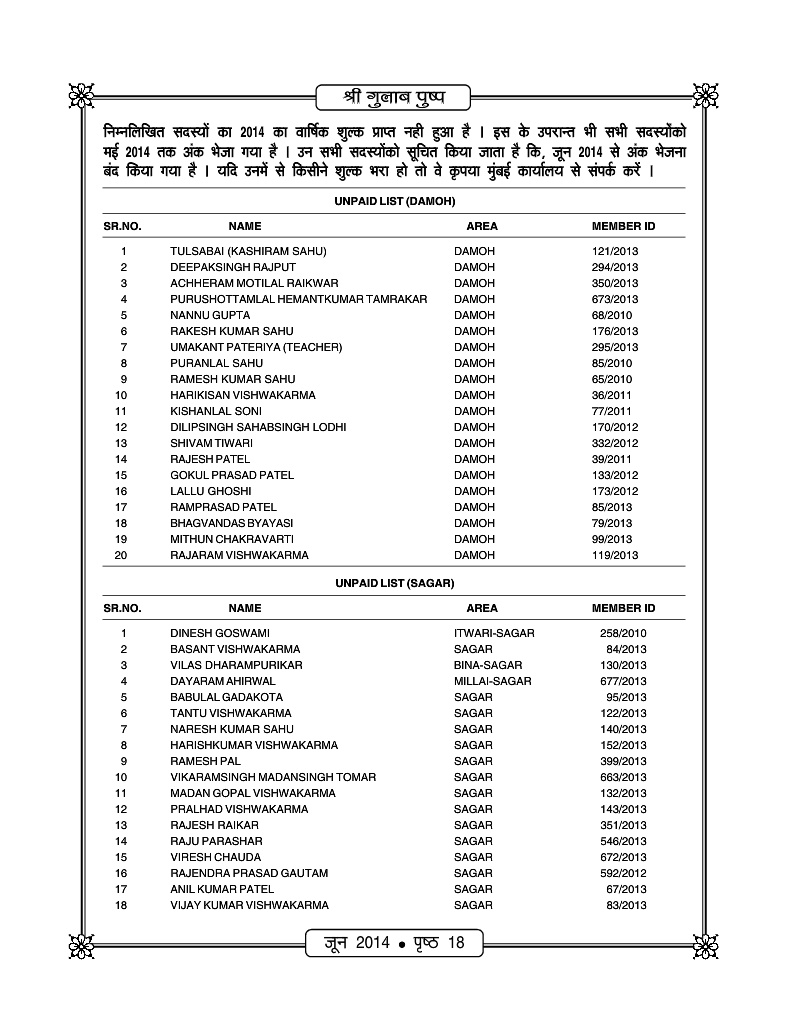 श्री गुलाब पुष्प
निम्नलिखित सदस्यों का 2014 का वार्षिक शुल्क प्राप्त नही हुआ है । इस के उपरान्त भी सभी सदस्योंको
मई 2014 तक अंक भेजा गया है । उन सभी सदस्योंको सूचित किया जाता है कि, जून 2014 से अंक भेजना
बंद किया गया है । यदि उनमें से किसीने शुल्क भरा हो तो वे कृपया मुंबई कार्यालय से संपर्क करें ।
UNPAID LIST (DAMOH)
SR.NO. NAME AREA MEMBER ID
1 TULSABAI (KASHIRAM SAHU) DAMOH 121/2013
2 DEEPAKSINGH RAJPUT DAMOH 294/2013
3 ACHHERAM MOTILAL RAIKWAR DAMOH 350/2013
4 PURUSHOTTAMLAL HEMANTKUMAR TAMRAKAR DAMOH 673/2013
5 NANNU GUPTA DAMOH 68/2010
6 RAKESH KUMAR SAHU DAMOH 176/2013
7 UMAKANT PATERIYA (TEACHER) DAMOH 295/2013
8 PURANLAL SAHU DAMOH 85/2010
9 RAMESH KUMAR SAHU DAMOH 65/2010
10 HARIKISAN VISHWAKARMA DAMOH 36/2011
11 KISHANLAL SONI DAMOH 77/2011
12 DILIPSINGH SAHABSINGH LODHI DAMOH 170/2012
13 SHIVAM TIWARI DAMOH 332/2012
14 RAJESH PATEL DAMOH 39/2011
15 GOKUL PRASAD PATEL DAMOH 133/2012
16 LALLU GHOSHI DAMOH 173/2012
17 RAMPRASAD PATEL DAMOH 85/2013
18 BHAGVANDAS BYAYASI DAMOH 79/2013
19 MITHUN CHAKRAVARTI DAMOH 99/2013
20 RAJARAM VISHWAKARMA DAMOH 119/2013
UNPAID LIST (SAGAR)
SR.NO. NAME AREA MEMBER ID
1 DINESH GOSWAMI ITWARI-SAGAR 258/2010
2 BASANT VISHWAKARMA SAGAR 84/2013
3 VILAS DHARAMPURIKAR BINA-SAGAR 130/2013
4 DAYARAM AHIRWAL MILLAI-SAGAR 677/2013
5 BABULAL GADAKOTA SAGAR 95/2013
6 TANTU VISHWAKARMA SAGAR 122/2013
7 NARESH KUMAR SAHU SAGAR 140/2013
8 HARISHKUMAR VISHWAKARMA SAGAR 152/2013
9 RAMESH PAL SAGAR 399/2013
10 VIKARAMSINGH MADANSINGH TOMAR SAGAR 663/2013
11 MADAN GOPAL VISHWAKARMA SAGAR 132/2013
12 PRALHAD VISHWAKARMA SAGAR 143/2013
13 RAJESH RAIKAR SAGAR 351/2013
14 RAJU PARASHAR SAGAR 546/2013
15 VIRESH CHAUDA SAGAR 672/2013
16 RAJENDRA PRASAD GAUTAM SAGAR 592/2012
17 ANIL KUMAR PATEL SAGAR 67/2013
18 VIJAY KUMAR VISHWAKARMA SAGAR 83/2013
जून 2014 • पृष्ठ 18